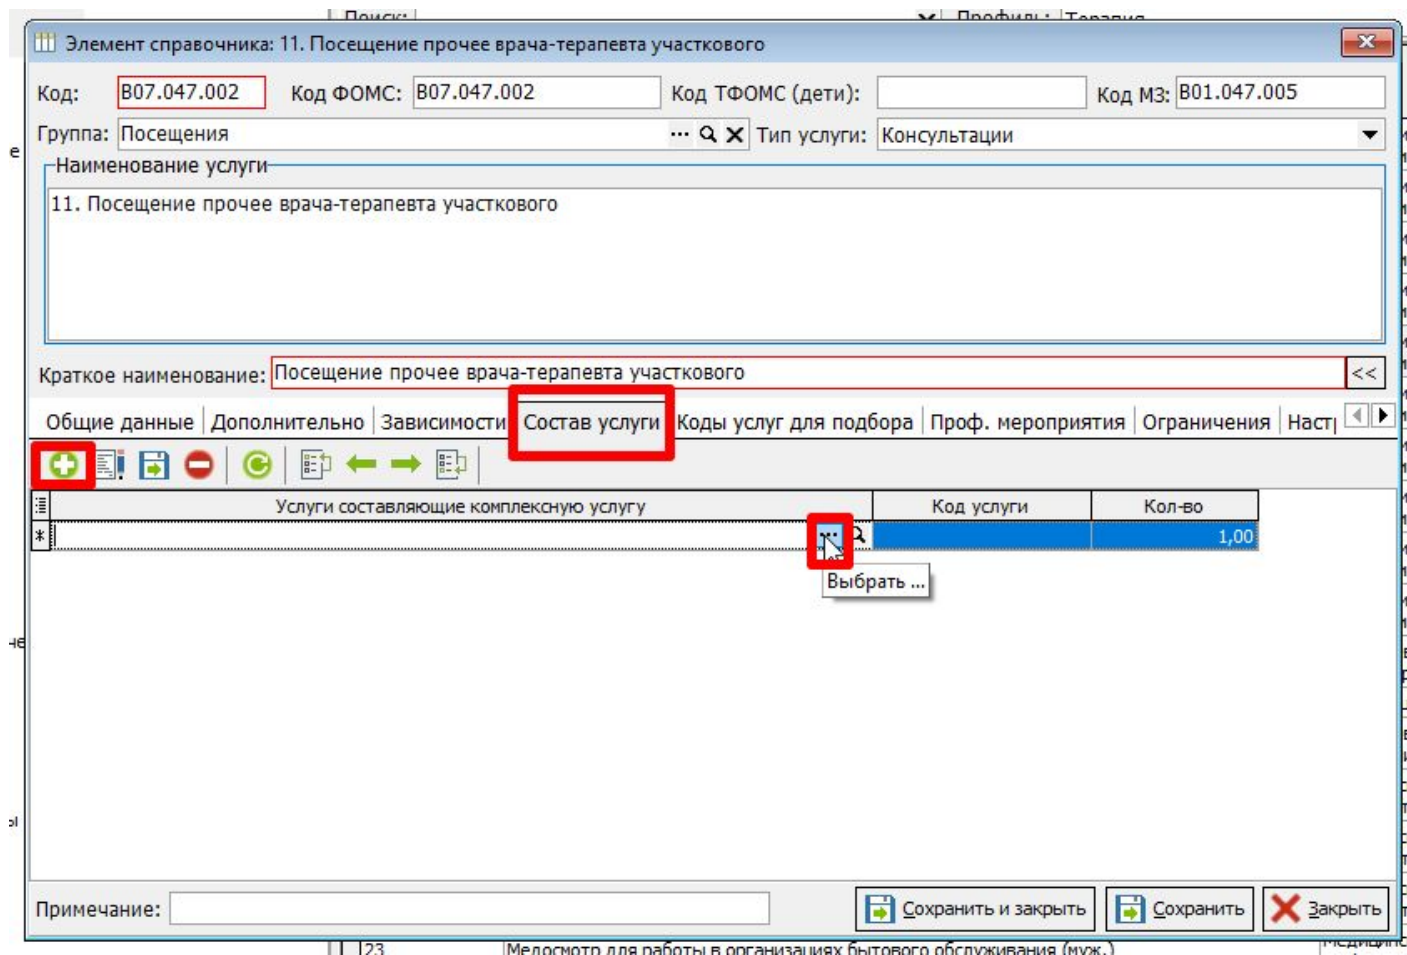 Поиск: Профиль: Терапия
Элемент справочника: 11. Посещение прочее врача-терапевта участкового
Код: B07.047.002 Код ФОМС: B07.047.002 Код ТФОМС (дети): Код МЗ: B01.047.005
Группа: Посещения ... Тип услуги: Консультации
Наименование услуги
11. Посещение прочее врача-терапевта участкового
Краткое наименование: Посещение прочее врача-терапевта участкового <<
Общие данные Дополнительно Зависимости Состав услуги Коды услуг для подбора Проф. мероприятия Ограничения Настр
Услуги составляющие комплексную услугу Код услуги Кол-во
* ... 1,00
Выбрать ...
Примечание: Сохранить и закрыть Сохранить Закрыть
23 Медосмотр для работы в организациях бытового обслуживания (муж.)